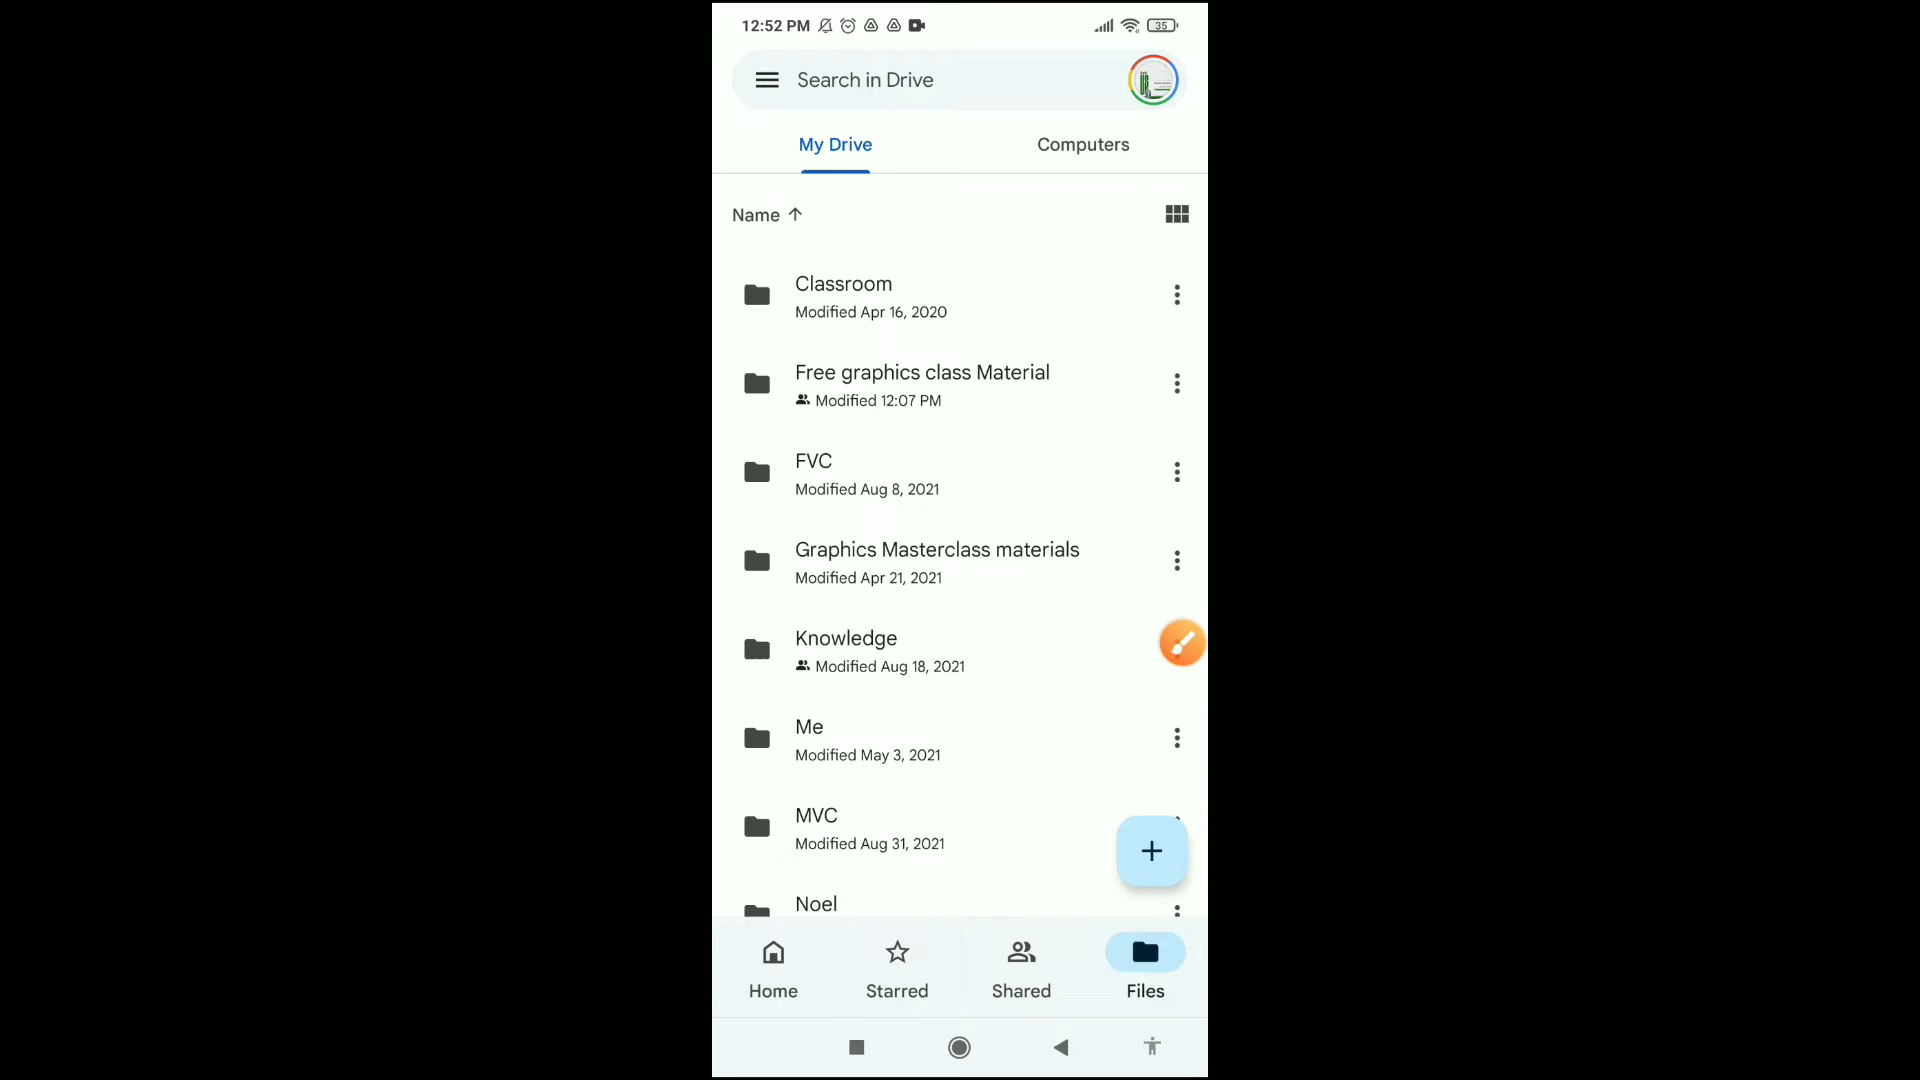 12:52 PM
35
Search in Drive
My Drive
Computers
Name
Classroom
Modified Apr 16, 2020
Free graphics class Material
Modified 12:07 PM
FVC
Modified Aug 8, 2021
Graphics Masterclass materials
Modified Apr 21, 2021
Knowledge
Modified Aug 18, 2021
Me
Modified May 3, 2021
MVC
Modified Aug 31, 2021
Noel
Home
Starred
Shared
Files